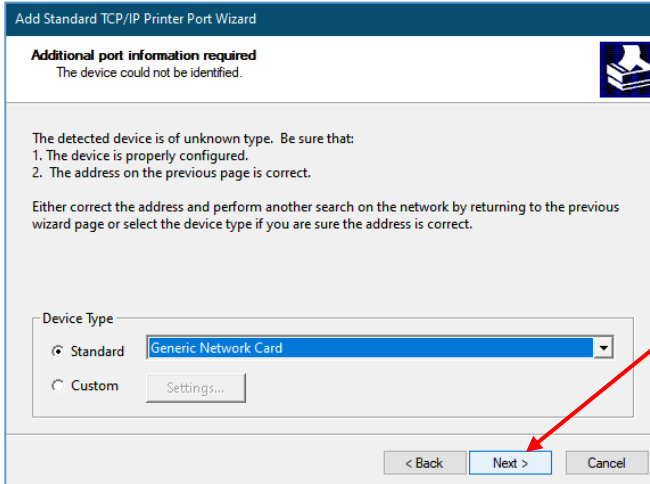 Add Standard TCP/IP Printer Port Wizard
Additional port information required
The device could not be identified.
The detected device is of unknown type.  Be sure that:
1. The device is properly configured.
2.  The address on the previous page is correct.
Either correct the address and perform another search on the network by returning to the previous
wizard page or select the device type if you are sure the address is correct.
Device Type
Standard
Generic Network Card
Custom
Settings...
< Back
Next >
Cancel